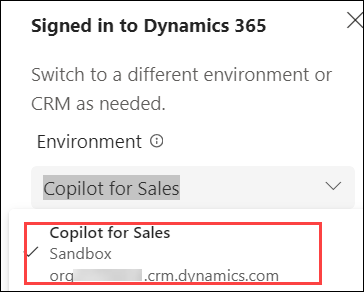 Signed in to Dynamics 365
Switch to a different environment or
CRM as needed.
Environment
Copilot for Sales
Copilot for Sales
Sandbox
org .crm.dynamics.com